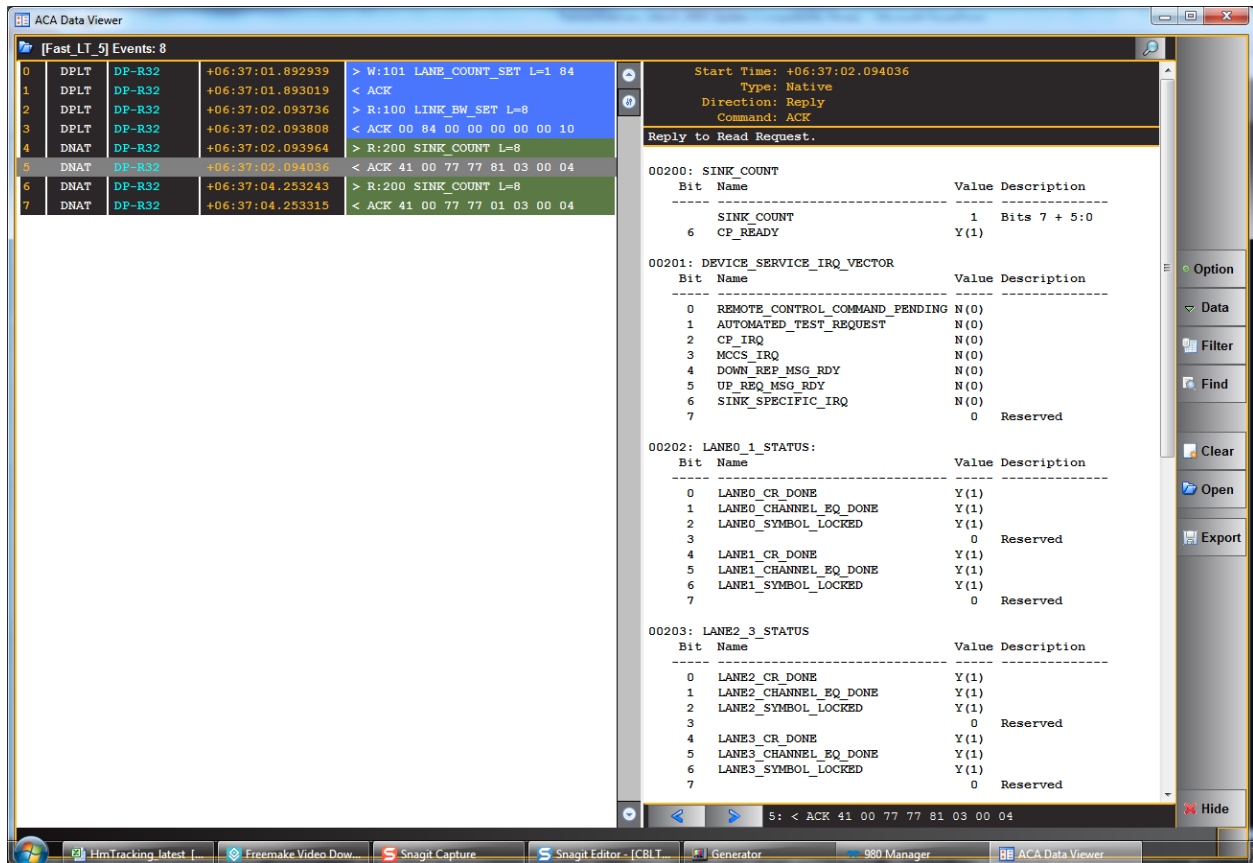 ACA Data Viewer
[Fast_LT_5] Events: 8
0 DPLT DP-R32 +06:37:01.892939 > W:101 LANE_COUNT_SET L=1 84
1 DPLT DP-R32 +06:37:01.893019 < ACK
2 DPLT DP-R32 +06:37:02.093736 > R:100 LINK_BW_SET L=8
3 DPLT DP-R32 +06:37:02.093808 < ACK 00 84 00 00 00 00 00 10
4 DNAT DP-R32 +06:37:02.093964 > R:200 SINK_COUNT L=8
5 DNAT DP-R32 +06:37:02.094036 < ACK 41 00 77 77 81 03 00 04
6 DNAT DP-R32 +06:37:04.253243 > R:200 SINK_COUNT L=8
7 DNAT DP-R32 +06:37:04.253315 < ACK 41 00 77 77 01 03 00 04
Start Time: +06:37:02.094036
Type: Native
Direction: Reply
Command: ACK
Reply to Read Request.
00200: SINK_COUNT
Bit Name Value Description
----- ------------------------------ ----- --------------
SINK_COUNT 1 Bits 7 + 5:0
6 CP_READY Y(1)
00201: DEVICE_SERVICE_IRQ_VECTOR
Bit Name Value Description
----- ------------------------------ ----- --------------
0 REMOTE_CONTROL_COMMAND_PENDING N(0)
1 AUTOMATED_TEST_REQUEST N(0)
2 CP_IRQ N(0)
3 MCCS_IRQ N(0)
4 DOWN_REP_MSG_RDY N(0)
5 UP_REQ_MSG_RDY N(0)
6 SINK_SPECIFIC_IRQ N(0)
7 0 Reserved
00202: LANE0_1_STATUS:
Bit Name Value Description
----- ------------------------------ ----- --------------
0 LANE0_CR_DONE Y(1)
1 LANE0_CHANNEL_EQ_DONE Y(1)
2 LANE0_SYMBOL_LOCKED Y(1)
3 0 Reserved
4 LANE1_CR_DONE Y(1)
5 LANE1_CHANNEL_EQ_DONE Y(1)
6 LANE1_SYMBOL_LOCKED Y(1)
7 0 Reserved
00203: LANE2_3_STATUS
Bit Name Value Description
----- ------------------------------ ----- --------------
0 LANE2_CR_DONE Y(1)
1 LANE2_CHANNEL_EQ_DONE Y(1)
2 LANE2_SYMBOL_LOCKED Y(1)
3 0 Reserved
4 LANE3_CR_DONE Y(1)
5 LANE3_CHANNEL_EQ_DONE Y(1)
6 LANE3_SYMBOL_LOCKED Y(1)
7 0 Reserved
5: < ACK 41 00 77 77 81 03 00 04
Option
Data
Filter
Find
Clear
Open
Export
Hide
HmTracking_latest [...
Freemake Video Dow...
Snagit Capture
Snagit Editor - [CBLT...
Generator
980 Manager
ACA Data Viewer